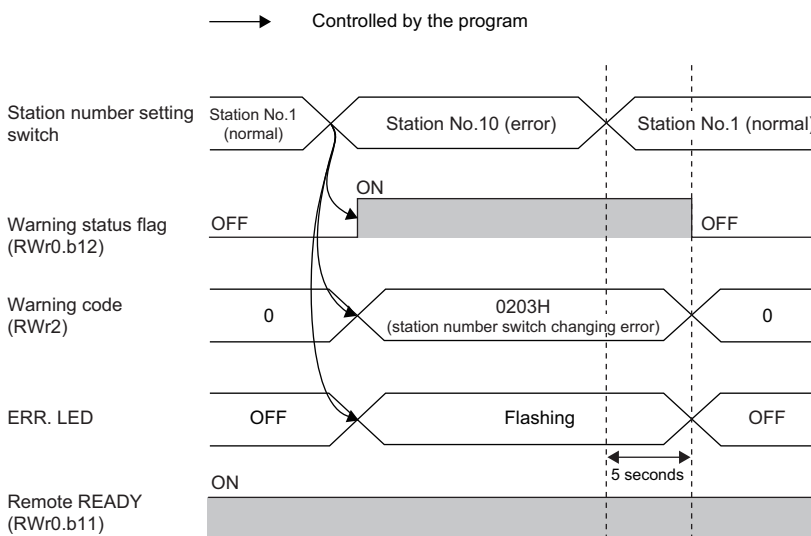 Controlled by the program
Station number setting
switch
Station No.1
(normal)
Station No.10 (error)
Station No.1 (normal)
ON
Warning status flag
(RWr0.b12)
OFF
OFF
Warning code
(RWr2)
0
0203H
(station number switch changing error)
0
ERR. LED
OFF
Flashing
OFF
5 seconds
ON
Remote READY
(RWr0.b11)